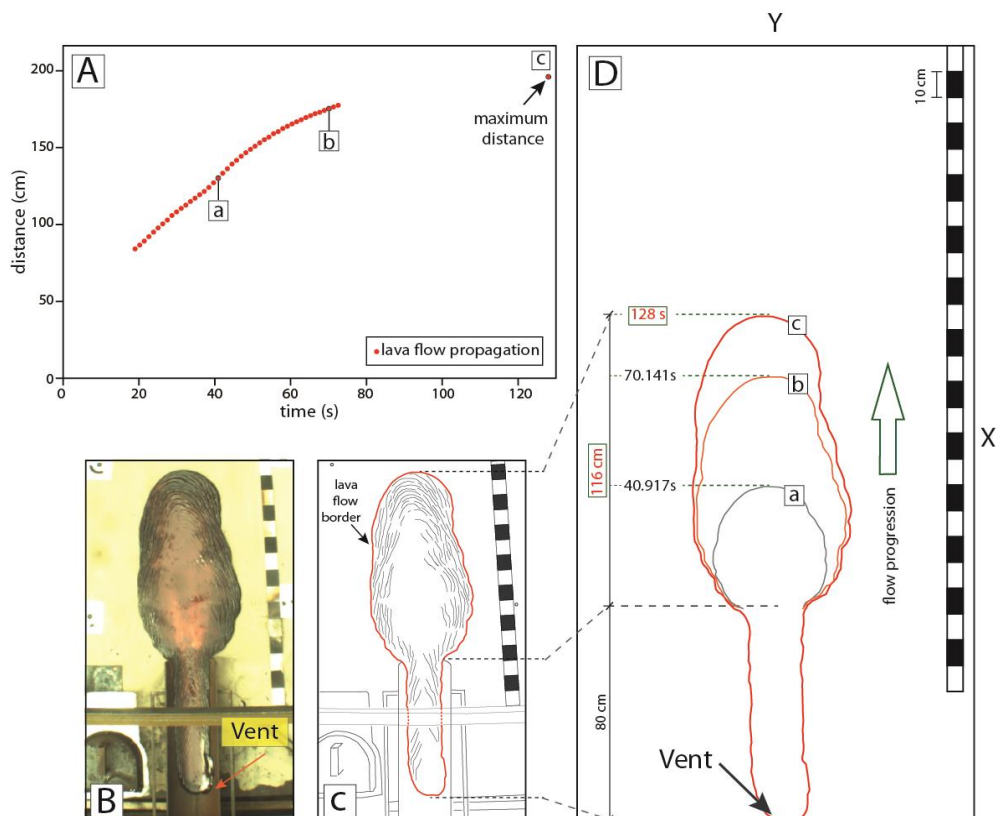 A
200
150
100
50
0
distance (cm)
0
20
40
60
80
100
120
time (s)
a
b
c
maximum
distance
lava flow propagation
B
Vent
C
lava
flow
border
Y
D
10 cm
X
128 s
70.141s
40.917s
116 cm
80 cm
c
b
a
flow progression
Vent